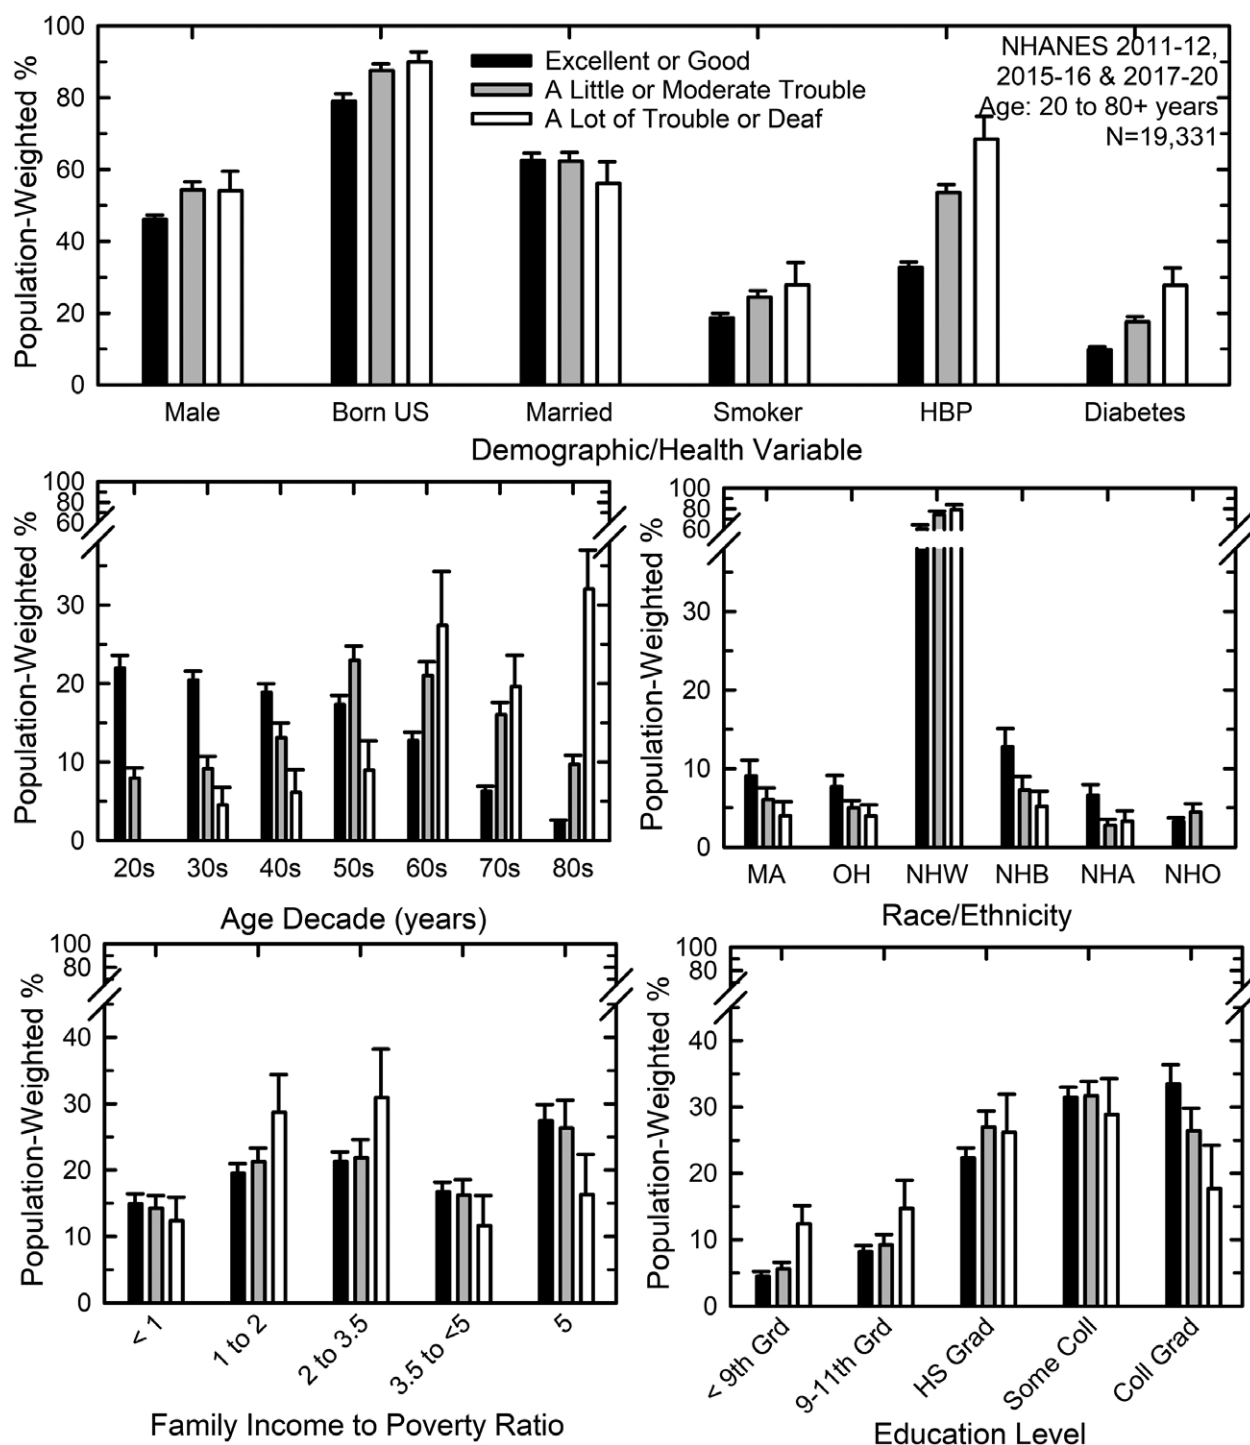 Population-Weighted %
100
80
60
40
20
0
Excellent or Good
A Little or Moderate Trouble
A Lot of Trouble or Deaf
NHANES 2011-12,
2015-16 & 2017-20
Age: 20 to 80+ years
N=19,331
Male Born US Married Smoker HBP Diabetes
Demographic/Health Variable
Population-Weighted %
100
80
60
30
20
10
0
20s 30s 40s 50s 60s 70s 80s
Age Decade (years)
Population-Weighted %
100
80
60
30
20
10
0
MA OH NHW NHB NHA NHO
Race/Ethnicity
Population-Weighted %
100
80
40
30
20
10
0
< 1 1 to 2 2 to 3.5 3.5 to <5 5
Family Income to Poverty Ratio
Population-Weighted %
100
80
40
30
20
10
0
< 9th Grd 9-11th Grd HS Grad Some Coll Coll Grad
Education Level